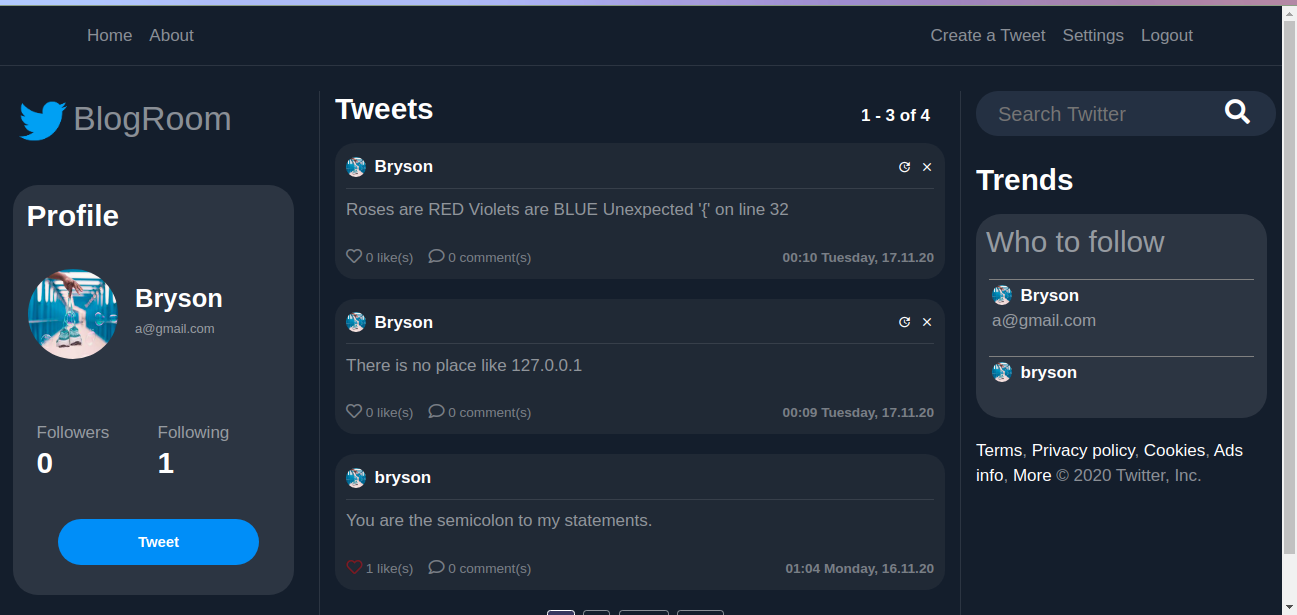 Home About
Create a Tweet Settings Logout
BlogRoom
Profile
Bryson
a@gmail.com
Followers Following
0 1
Tweet
Tweets
1 - 3 of 4
Bryson
Roses are RED Violets are BLUE Unexpected '{' on line 32
0 like(s) 0 comment(s) 00:10 Tuesday, 17.11.20
Bryson
There is no place like 127.0.0.1
0 like(s) 0 comment(s) 00:09 Tuesday, 17.11.20
bryson
You are the semicolon to my statements.
1 like(s) 0 comment(s) 01:04 Monday, 16.11.20
Search Twitter
Trends
Who to follow
Bryson
a@gmail.com
bryson
Terms, Privacy policy, Cookies, Ads
info, More © 2020 Twitter, Inc.